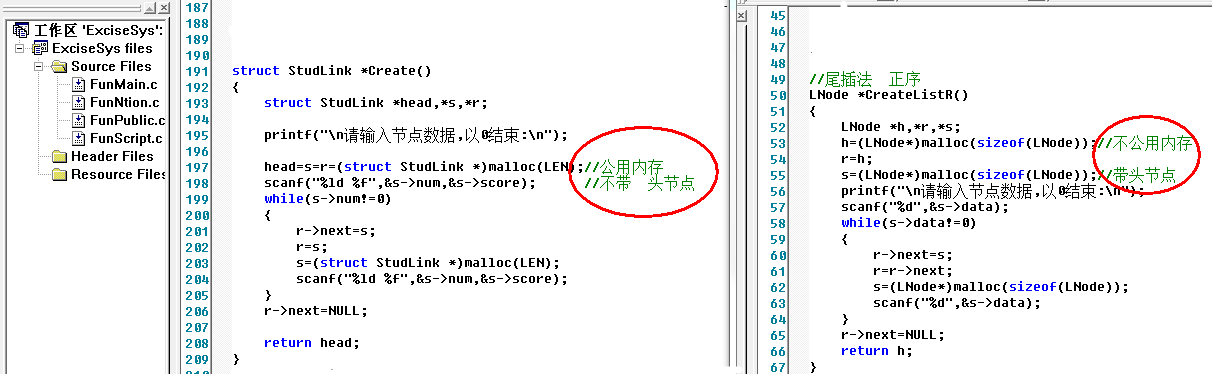 工作区 'ExciseSys':
ExciseSys files
Source Files
FunMain.c
FunNtion.c
FunPublic.c
FunScript.c
Header Files
Resource Files
187
188
189
190
191 struct StudLink *Create()
192 {
193 struct StudLink *head,*s,*r;
194
195 printf("\n请输入节点数据,以0结束:\n");
196
197 head=s=r=(struct StudLink *)malloc(LEN);//公用内存
198 scanf("%ld %f",&s->num,&s->score); //不带 头节点
199 while(s->num!=0)
200 {
201 r->next=s;
202 r=s;
203 s=(struct StudLink *)malloc(LEN);
204 scanf("%ld %f",&s->num,&s->score);
205 }
206 r->next=NULL;
207
208 return head;
209 }
45
46
47
48
49 //尾插法 正序
50 LNode *CreateListR()
51 {
52 LNode *h,*r,*s;
53 h=(LNode*)malloc(sizeof(LNode));//不公用内存
54 r=h;
55 s=(LNode*)malloc(sizeof(LNode));//带头节点
56 printf("\n请输入节点数据,以0结束:\n");
57 scanf("%d",&s->data);
58 while(s->data!=0)
59 {
60 r->next=s;
61 r=r->next;
62 s=(LNode*)malloc(sizeof(LNode));
63 scanf("%d",&s->data);
64 }
65 r->next=NULL;
66 return h;
67 }